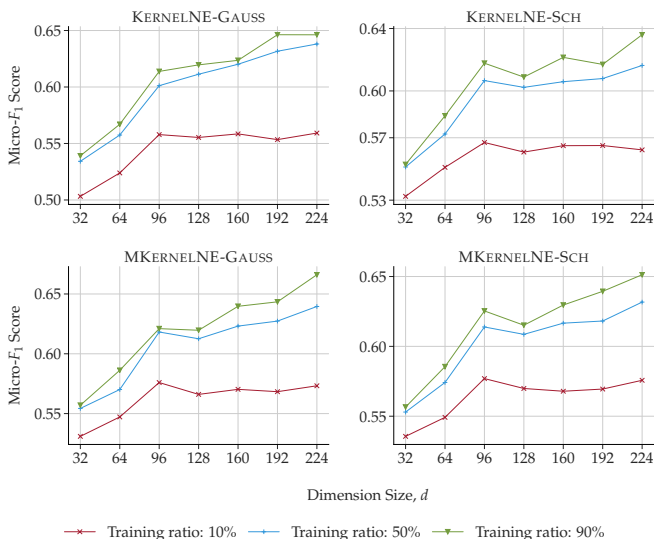 KERNELNE-GAUSS
Micro-F1 Score
0.65
0.60
0.55
0.50
32 64 96 128 160 192 224
KERNELNE-SCH
0.64
0.60
0.57
0.53
32 64 96 128 160 192 224
MKERNELNE-GAUSS
Micro-F1 Score
0.65
0.60
0.55
32 64 96 128 160 192 224
MKERNELNE-SCH
0.65
0.60
0.55
32 64 96 128 160 192 224
Dimension Size, d
Training ratio: 10% Training ratio: 50% Training ratio: 90%